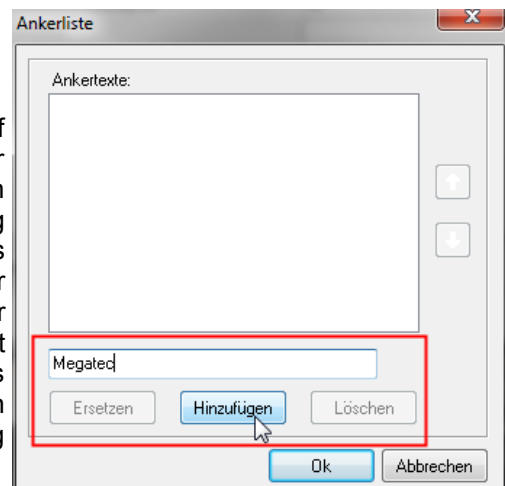 Ankerliste
Ankertexte:
Megatec
Ersetzen Hinzufügen Löschen
Ok Abbrechen